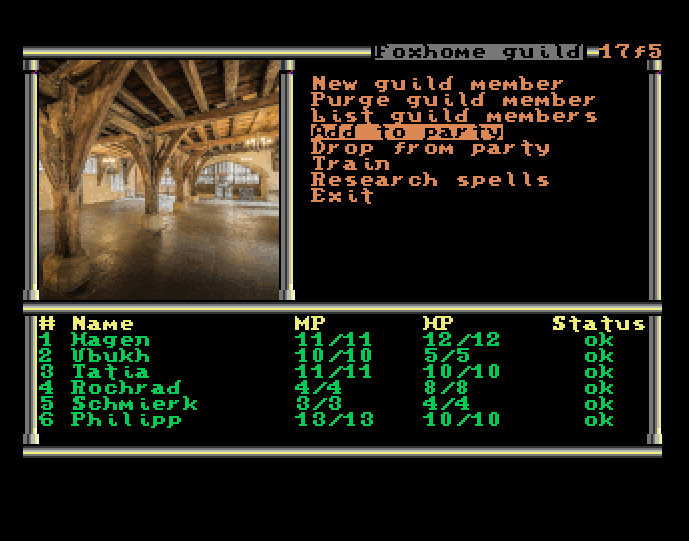 Foxhome guild 17f5
New guild member
Purge guild member
List guild members
Add to party
Drop from party
Train
Research spells
Exit
# Name MP HP Status
1 Hagen 11/11 12/12 ok
2 Ubukh 10/10 5/5 ok
3 Tatia 11/11 10/10 ok
4 Rochrad 4/4 8/8 ok
5 Schmierk 3/3 4/4 ok
6 Philipp 13/13 10/10 ok